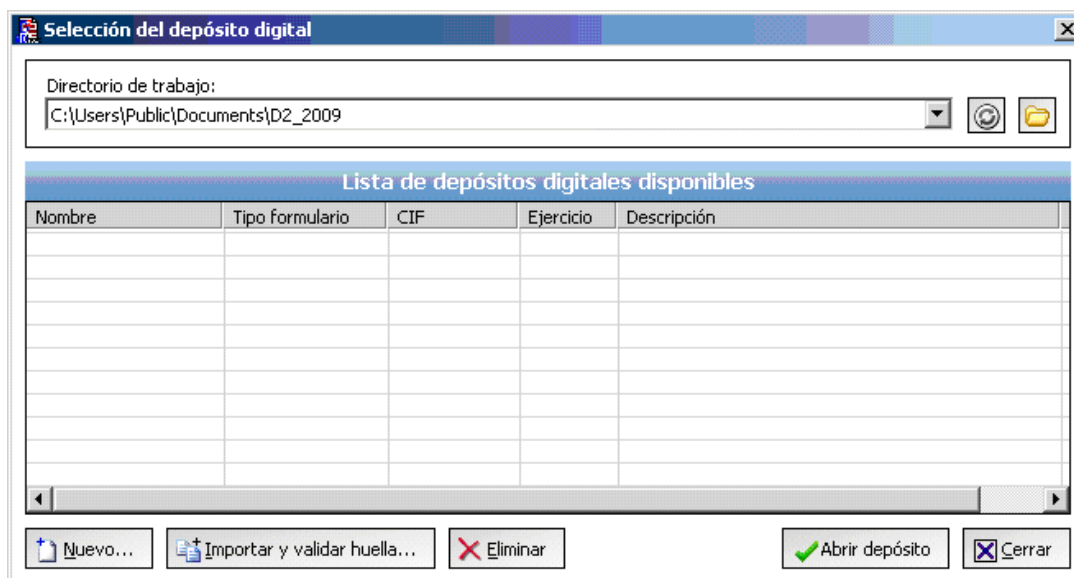 Selección del depósito digital
Directorio de trabajo:
C:\Users\Public\Documents\D2_2009
Lista de depósitos digitales disponibles
Nombre Tipo formulario CIF Ejercicio Descripción
Nuevo... Importar y validar huella... Eliminar Abrir depósito Cerrar